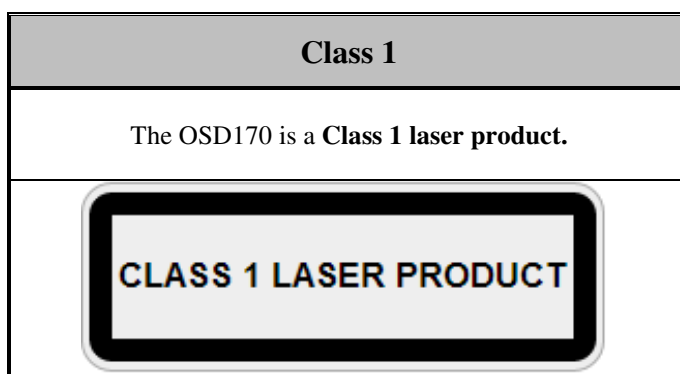 Class 1
The OSD170 is a Class 1 laser product.
CLASS 1 LASER PRODUCT